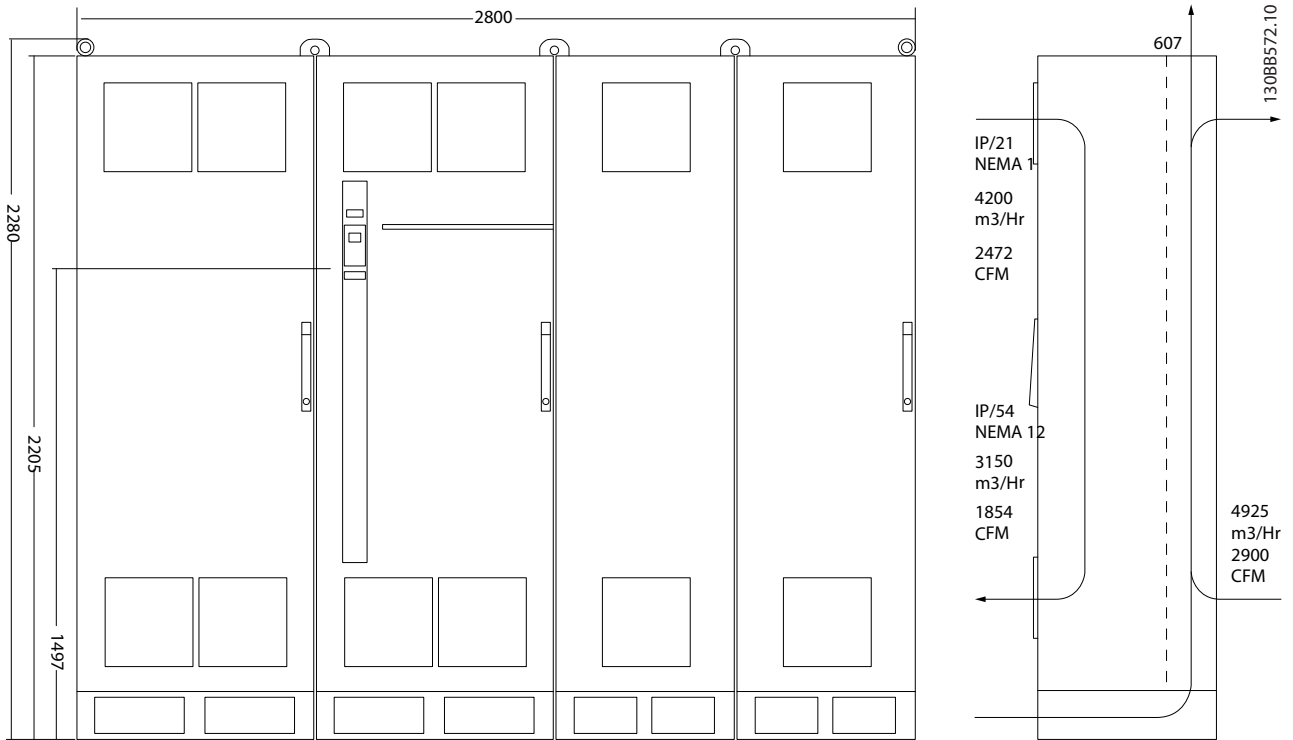 2800
2280
2205
1497
607
130BB572.10
IP/21
NEMA 1
4200
m3/Hr
2472
CFM
IP/54
NEMA 12
3150
m3/Hr
1854
CFM
4925
m3/Hr
2900
CFM